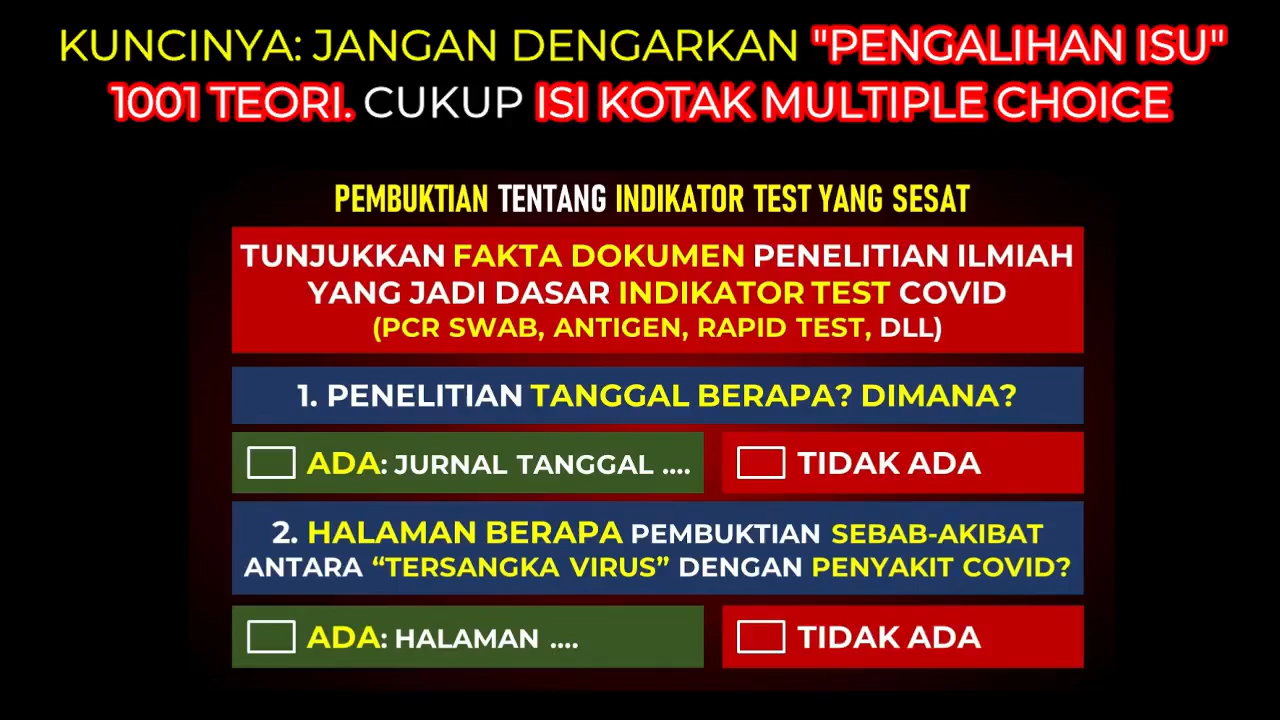 KUNCINYA: JANGAN DENGARKAN "PENGALIHAN ISU"
1001 TEORI. CUKUP ISI KOTAK MULTIPLE CHOICE
PEMBUKTIAN TENTANG INDIKATOR TEST YANG SESAT
TUNJUKKAN FAKTA DOKUMEN PENELITIAN ILMIAH
YANG JADI DASAR INDIKATOR TEST COVID
(PCR SWAB, ANTIGEN, RAPID TEST, DLL)
1. PENELITIAN TANGGAL BERAPA? DIMANA?
ADA: JURNAL TANGGAL ....
TIDAK ADA
2. HALAMAN BERAPA PEMBUKTIAN SEBAB-AKIBAT
ANTARA “TERSANGKA VIRUS” DENGAN PENYAKIT COVID?
ADA: HALAMAN ....
TIDAK ADA